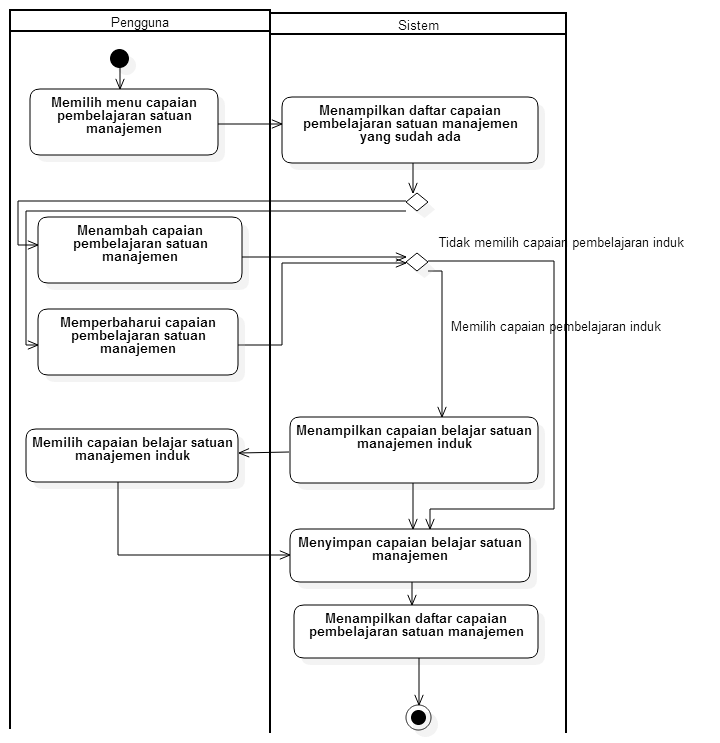 Pengguna
Sistem
Memilih menu capaian
pembelajaran satuan
manajemen
Menampilkan daftar capaian
pembelajaran satuan manajemen
yang sudah ada
Menambah capaian
pembelajaran satuan
manajemen
Tidak memilih capaian pembelajaran induk
Memperbaharui capaian
pembelajaran satuan
manajemen
Memilih capaian pembelajaran induk
Memilih capaian belajar satuan
manajemen induk
Menampilkan capaian belajar satuan
manajemen induk
Menyimpan capaian belajar satuan
manajemen
Menampilkan daftar capaian
pembelajaran satuan manajemen